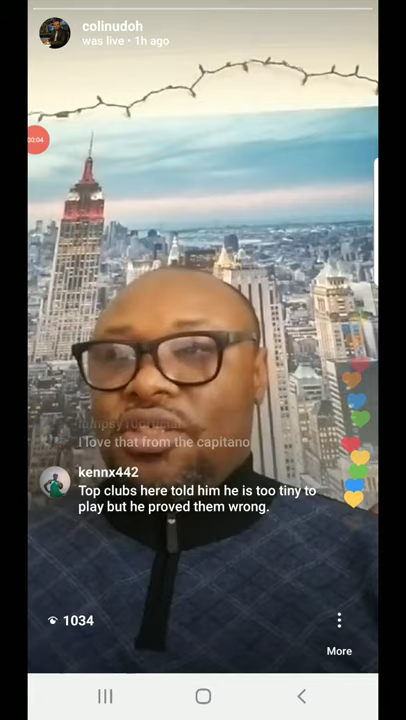 colinudoh
was live • 1h ago
00:04
I love that from the capitano
kennx442
Top clubs here told him he is too tiny to
play but he proved them wrong.
1034
More